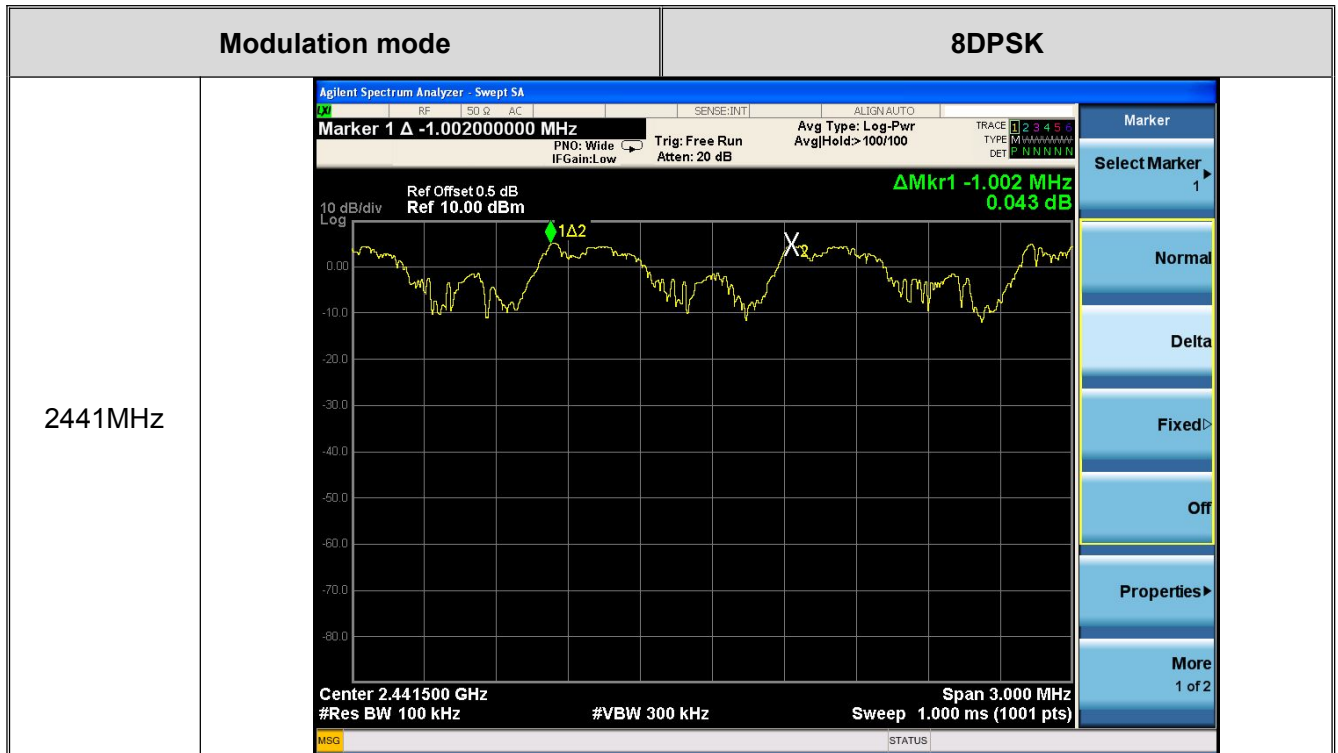 Modulation mode 8DPSK
2441MHz
Agilent Spectrum Analyzer - Swept SA
LXI RF 50 Ω AC SENSE:INT ALIGN AUTO
Marker 1 Δ -1.002000000 MHz
PNO: Wide
IFGain:Low
Trig: Free Run
Atten: 20 dB
Avg Type: Log-Pwr
Avg|Hold:>100/100
TRACE 1 2 3 4 5 6
TYPE M WWWWW
DET P N N N N N
ΔMkr1 -1.002 MHz
0.043 dB
Ref Offset 0.5 dB
10 dB/div Ref 10.00 dBm
Log
1Δ2
X2
0.00
-10.0
-20.0
-30.0
-40.0
-50.0
-60.0
-70.0
-80.0
Center 2.441500 GHz Span 3.000 MHz
#Res BW 100 kHz #VBW 300 kHz Sweep 1.000 ms (1001 pts)
MSG STATUS
Marker
Select Marker
1
Normal
Delta
Fixed
Off
Properties
More
1 of 2